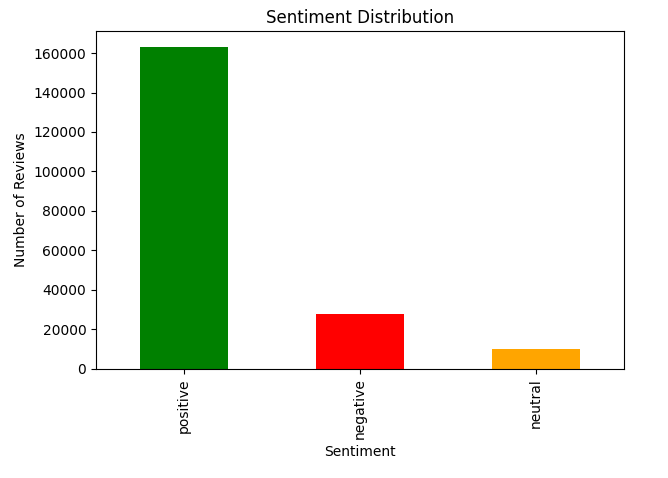 Sentiment Distribution
Number of Reviews
160000
140000
120000
100000
80000
60000
40000
20000
0
positive
negative
neutral
Sentiment